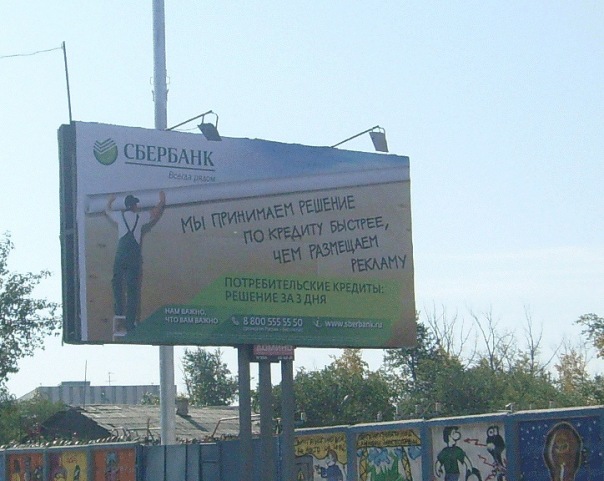 СБЕРБАНК
Всегда рядом
МЫ ПРИНИМАЕМ РЕШЕНИЕ
ПО КРЕДИТУ БЫСТРЕЕ,
ЧЕМ РАЗМЕЩАЕМ
РЕКЛАМУ
ПОТРЕБИТЕЛЬСКИЕ КРЕДИТЫ:
РЕШЕНИЕ ЗА 3 ДНЯ
НАМ ВАЖНО,
ЧТО ВАМ ВАЖНО
8 800 555 55 50
www.sberbank.ru
ДОМИНО